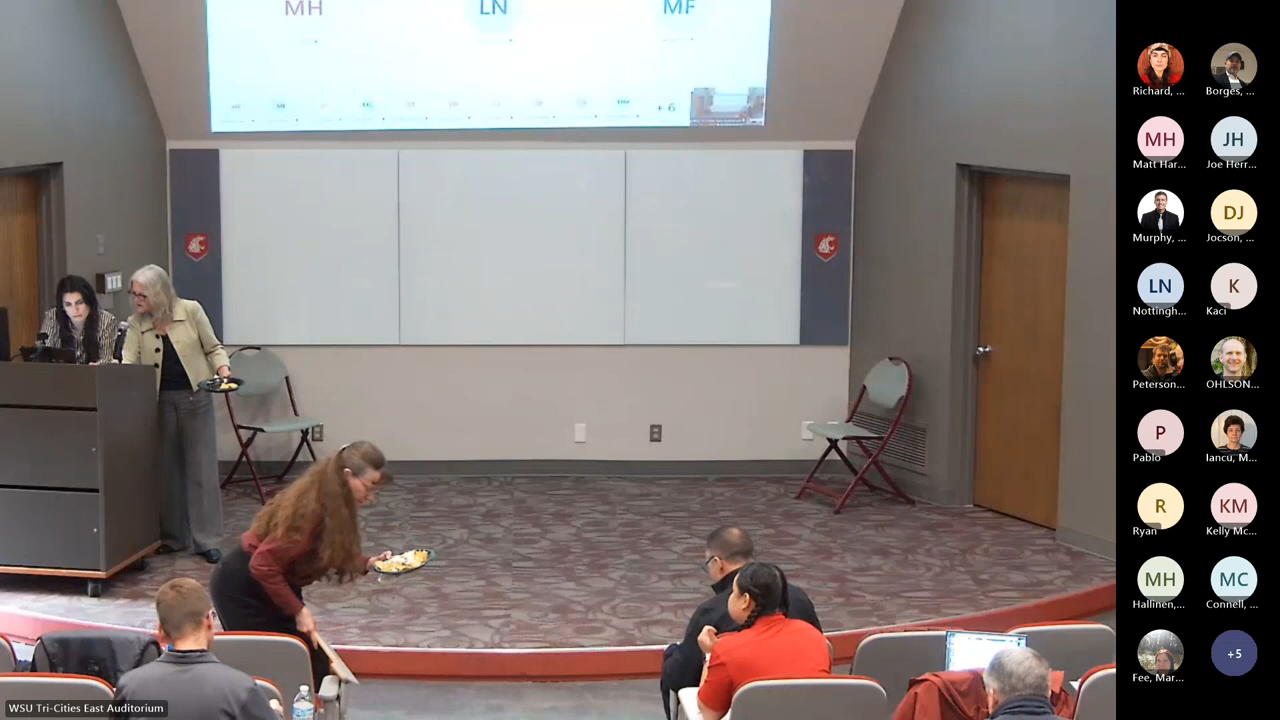 MH
LN
MF
+ 6
Richard, ...
Borges, ...
MH
Matt Har...
JH
Joe Herr...
Murphy, ...
DJ
Jocson, ...
LN
Nottingh...
K
Kaci
Peterson...
OHLSON...
P
Pablo
Iancu, M...
R
Ryan
KM
Kelly Mc...
MH
Hallinen,...
MC
Connell, ...
Fee, Mar...
+5
WSU Tri-Cities East Auditorium